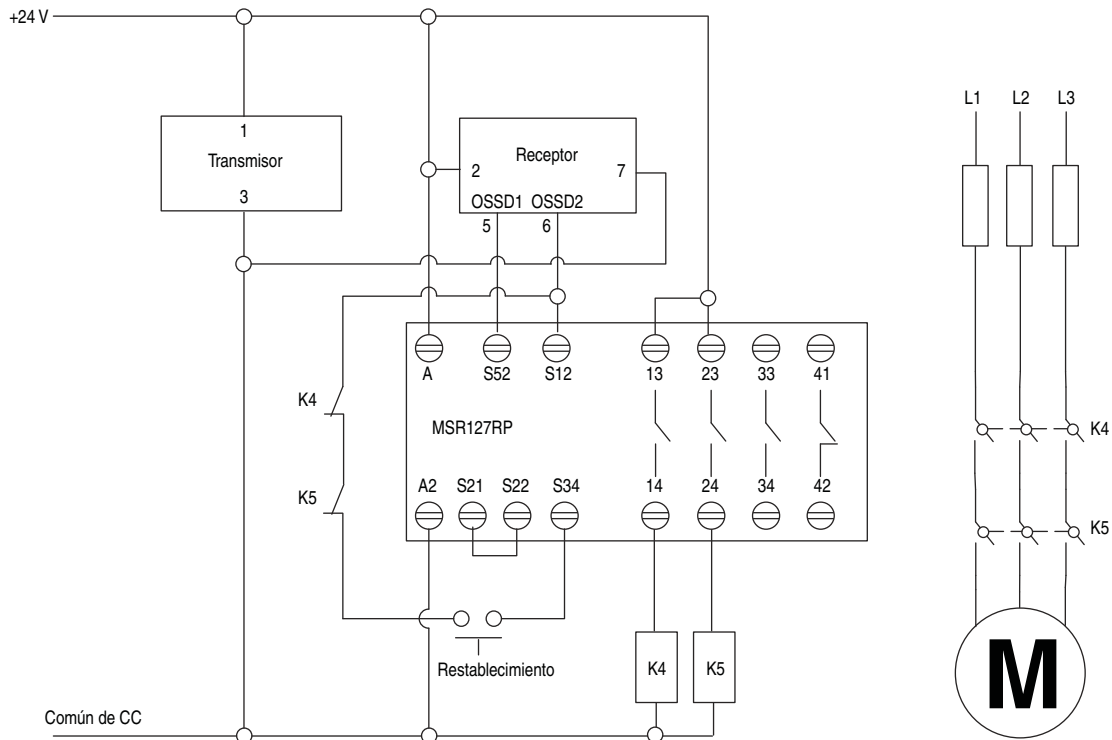 +24 V
L1 L2 L3
1
Transmisor
3
Receptor
2 7
OSSD1 OSSD2
5 6
A S52 S12 13 23 33 41
K4
MSR127RP
K4
K5
A2 S21 S22 S34 14 24 34 42
K5
Restablecimiento
K4 K5
M
Común de CC